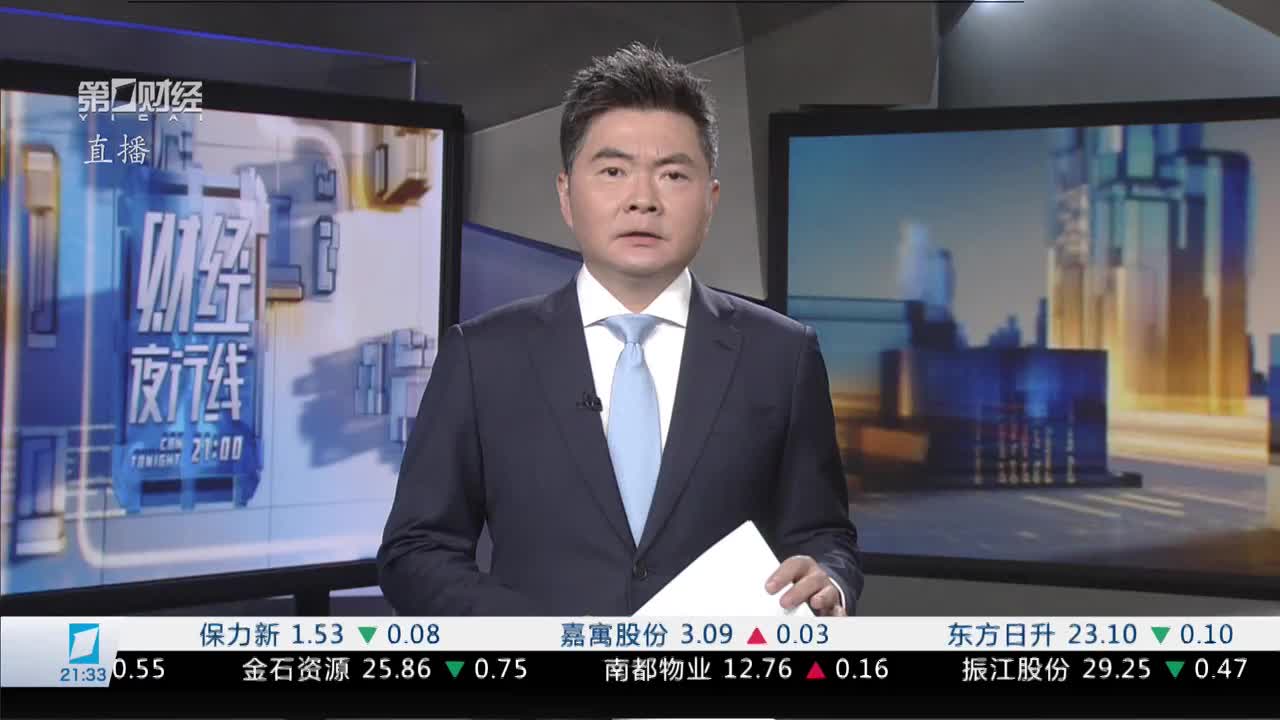 第一财经
YICAI
直播
财经
夜行线
CBN
TONIGHT 21:00
保力新 1.53 ▼ 0.08 嘉寓股份 3.09 ▲ 0.03 东方日升 23.10 ▼ 0.10
21:33
0.55 金石资源 25.86 ▼ 0.75 南都物业 12.76 ▲ 0.16 振江股份 29.25 ▼ 0.47